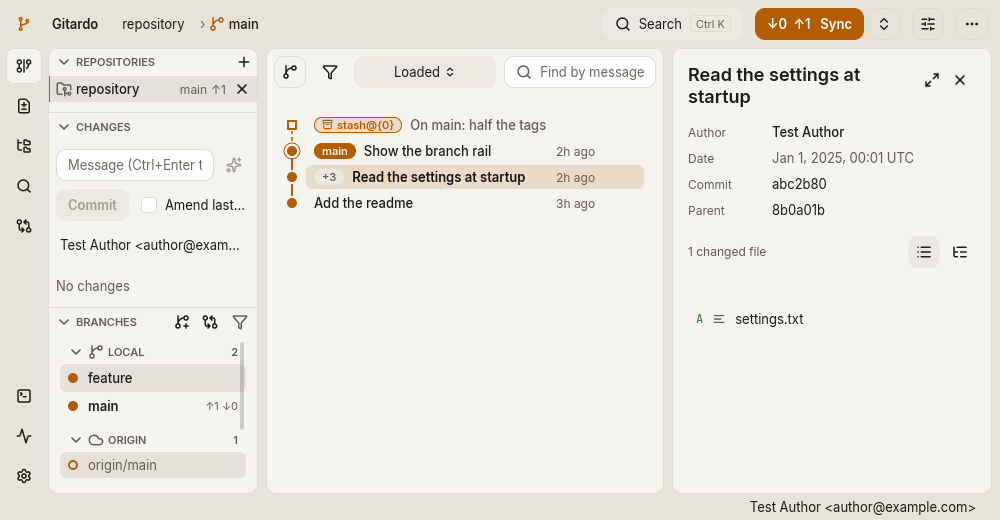 Gitardo repository › main Search Ctrl K ↓0 ↑1 Sync
REPOSITORIES
repository main ↑1
CHANGES
Message (Ctrl+Enter t
Commit Amend last...
Test Author <author@exam...
No changes
BRANCHES
LOCAL 2
feature
main ↑1 ↓0
ORIGIN 1
origin/main
Loaded Find by message
stash@{0} On main: half the tags
main Show the branch rail 2h ago
+3 Read the settings at startup 2h ago
Add the readme 3h ago
Read the settings at
startup
Author Test Author
Date Jan 1, 2025, 00:01 UTC
Commit abc2b80
Parent 8b0a01b
1 changed file
A settings.txt
Test Author <author@example.com>